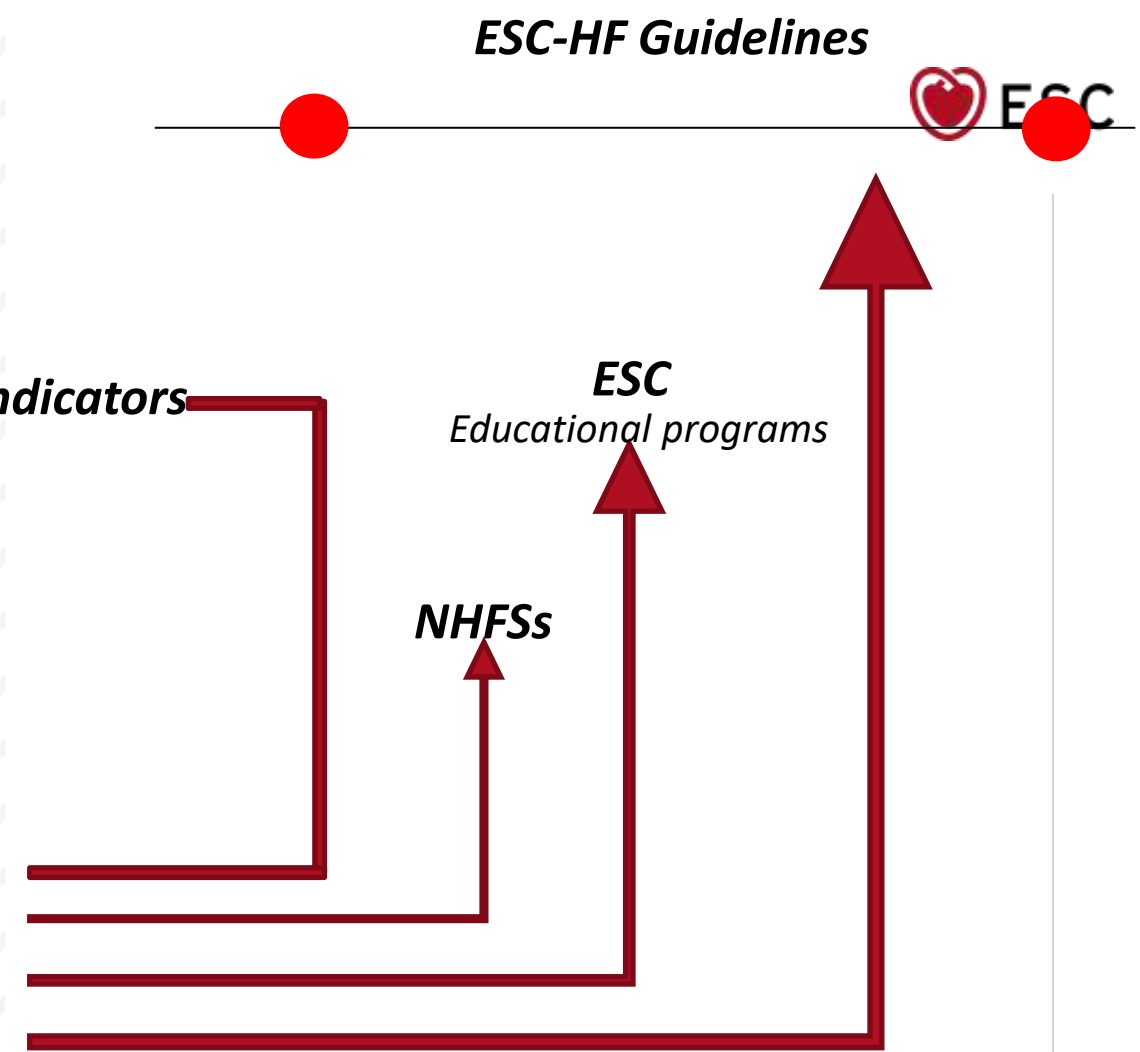 ESC-HF Guidelines
ESC
ndicators
ESC
Educational programs
NHFSs